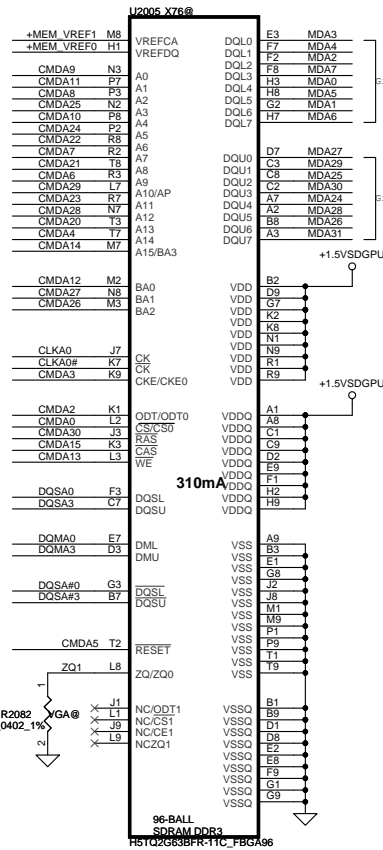 U2005 X76@
+MEM_VREF1 M8 VREFCA
+MEM_VREF0 H1 VREFDQ
CMDA9 N3 A0
CMDA11 P7 A1
CMDA8 P3 A2
CMDA25 N2 A3
CMDA10 P8 A4
CMDA24 P2 A5
CMDA22 R8 A6
CMDA7 R2 A7
CMDA21 T8 A8
CMDA6 R3 A9
CMDA29 L7 A10/AP
CMDA23 R7 A11
CMDA28 N7 A12
CMDA20 T3 A13
CMDA4 T7 A14
CMDA14 M7 A15/BA3
CMDA12 M2 BA0
CMDA27 N8 BA1
CMDA26 M3 BA2
CLKA0 J7 CK
CLKA0# K7 CK
CMDA3 K9 CKE/CKE0
CMDA2 K1 ODT/ODT0
CMDA0 L2 CS/CS0
CMDA30 J3 RAS
CMDA15 K3 CAS
CMDA13 L3 WE
DQSA0 F3 DQSL
DQSA3 C7 DQSU
DQMA0 E7 DML
DQMA3 D3 DMU
DQSA#0 G3 DQSL
DQSA#3 B7 DQSU
CMDA5 T2 RESET
ZQ1 L8 ZQ/ZQ0
J1 NC/ODT1
L1 NC/CS1
J9 NC/CE1
L9 NCZQ1
1
R2082 VGA@
0402_1%
2
DQL0 E3 MDA3
DQL1 F7 MDA4
DQL2 F2 MDA2
DQL3 F8 MDA7
DQL4 H3 MDA0
DQL5 H8 MDA5
DQL6 G2 MDA1
DQL7 H7 MDA6
DQU0 D7 MDA27
DQU1 C3 MDA29
DQU2 C8 MDA25
DQU3 C2 MDA30
DQU4 A7 MDA24
DQU5 A2 MDA28
DQU6 B8 MDA26
DQU7 A3 MDA31
+1.5VSDGPU
VDD B2
VDD D9
VDD G7
VDD K2
VDD K8
VDD N1
VDD N9
VDD R1
VDD R9
+1.5VSDGPU
VDDQ A1
VDDQ A8
VDDQ C1
VDDQ C9
VDDQ D2
VDDQ E9
VDDQ F1
VDDQ H2
VDDQ H9
310mA
VSS A9
VSS B3
VSS E1
VSS G8
VSS J2
VSS J8
VSS M1
VSS M9
VSS P1
VSS P9
VSS T1
VSS T9
VSSQ B1
VSSQ B9
VSSQ D1
VSSQ D8
VSSQ E2
VSSQ E8
VSSQ F9
VSSQ G1
VSSQ G9
96-BALL
SDRAM DDR3
H5TQ2G63BFR-11C_FBGA96